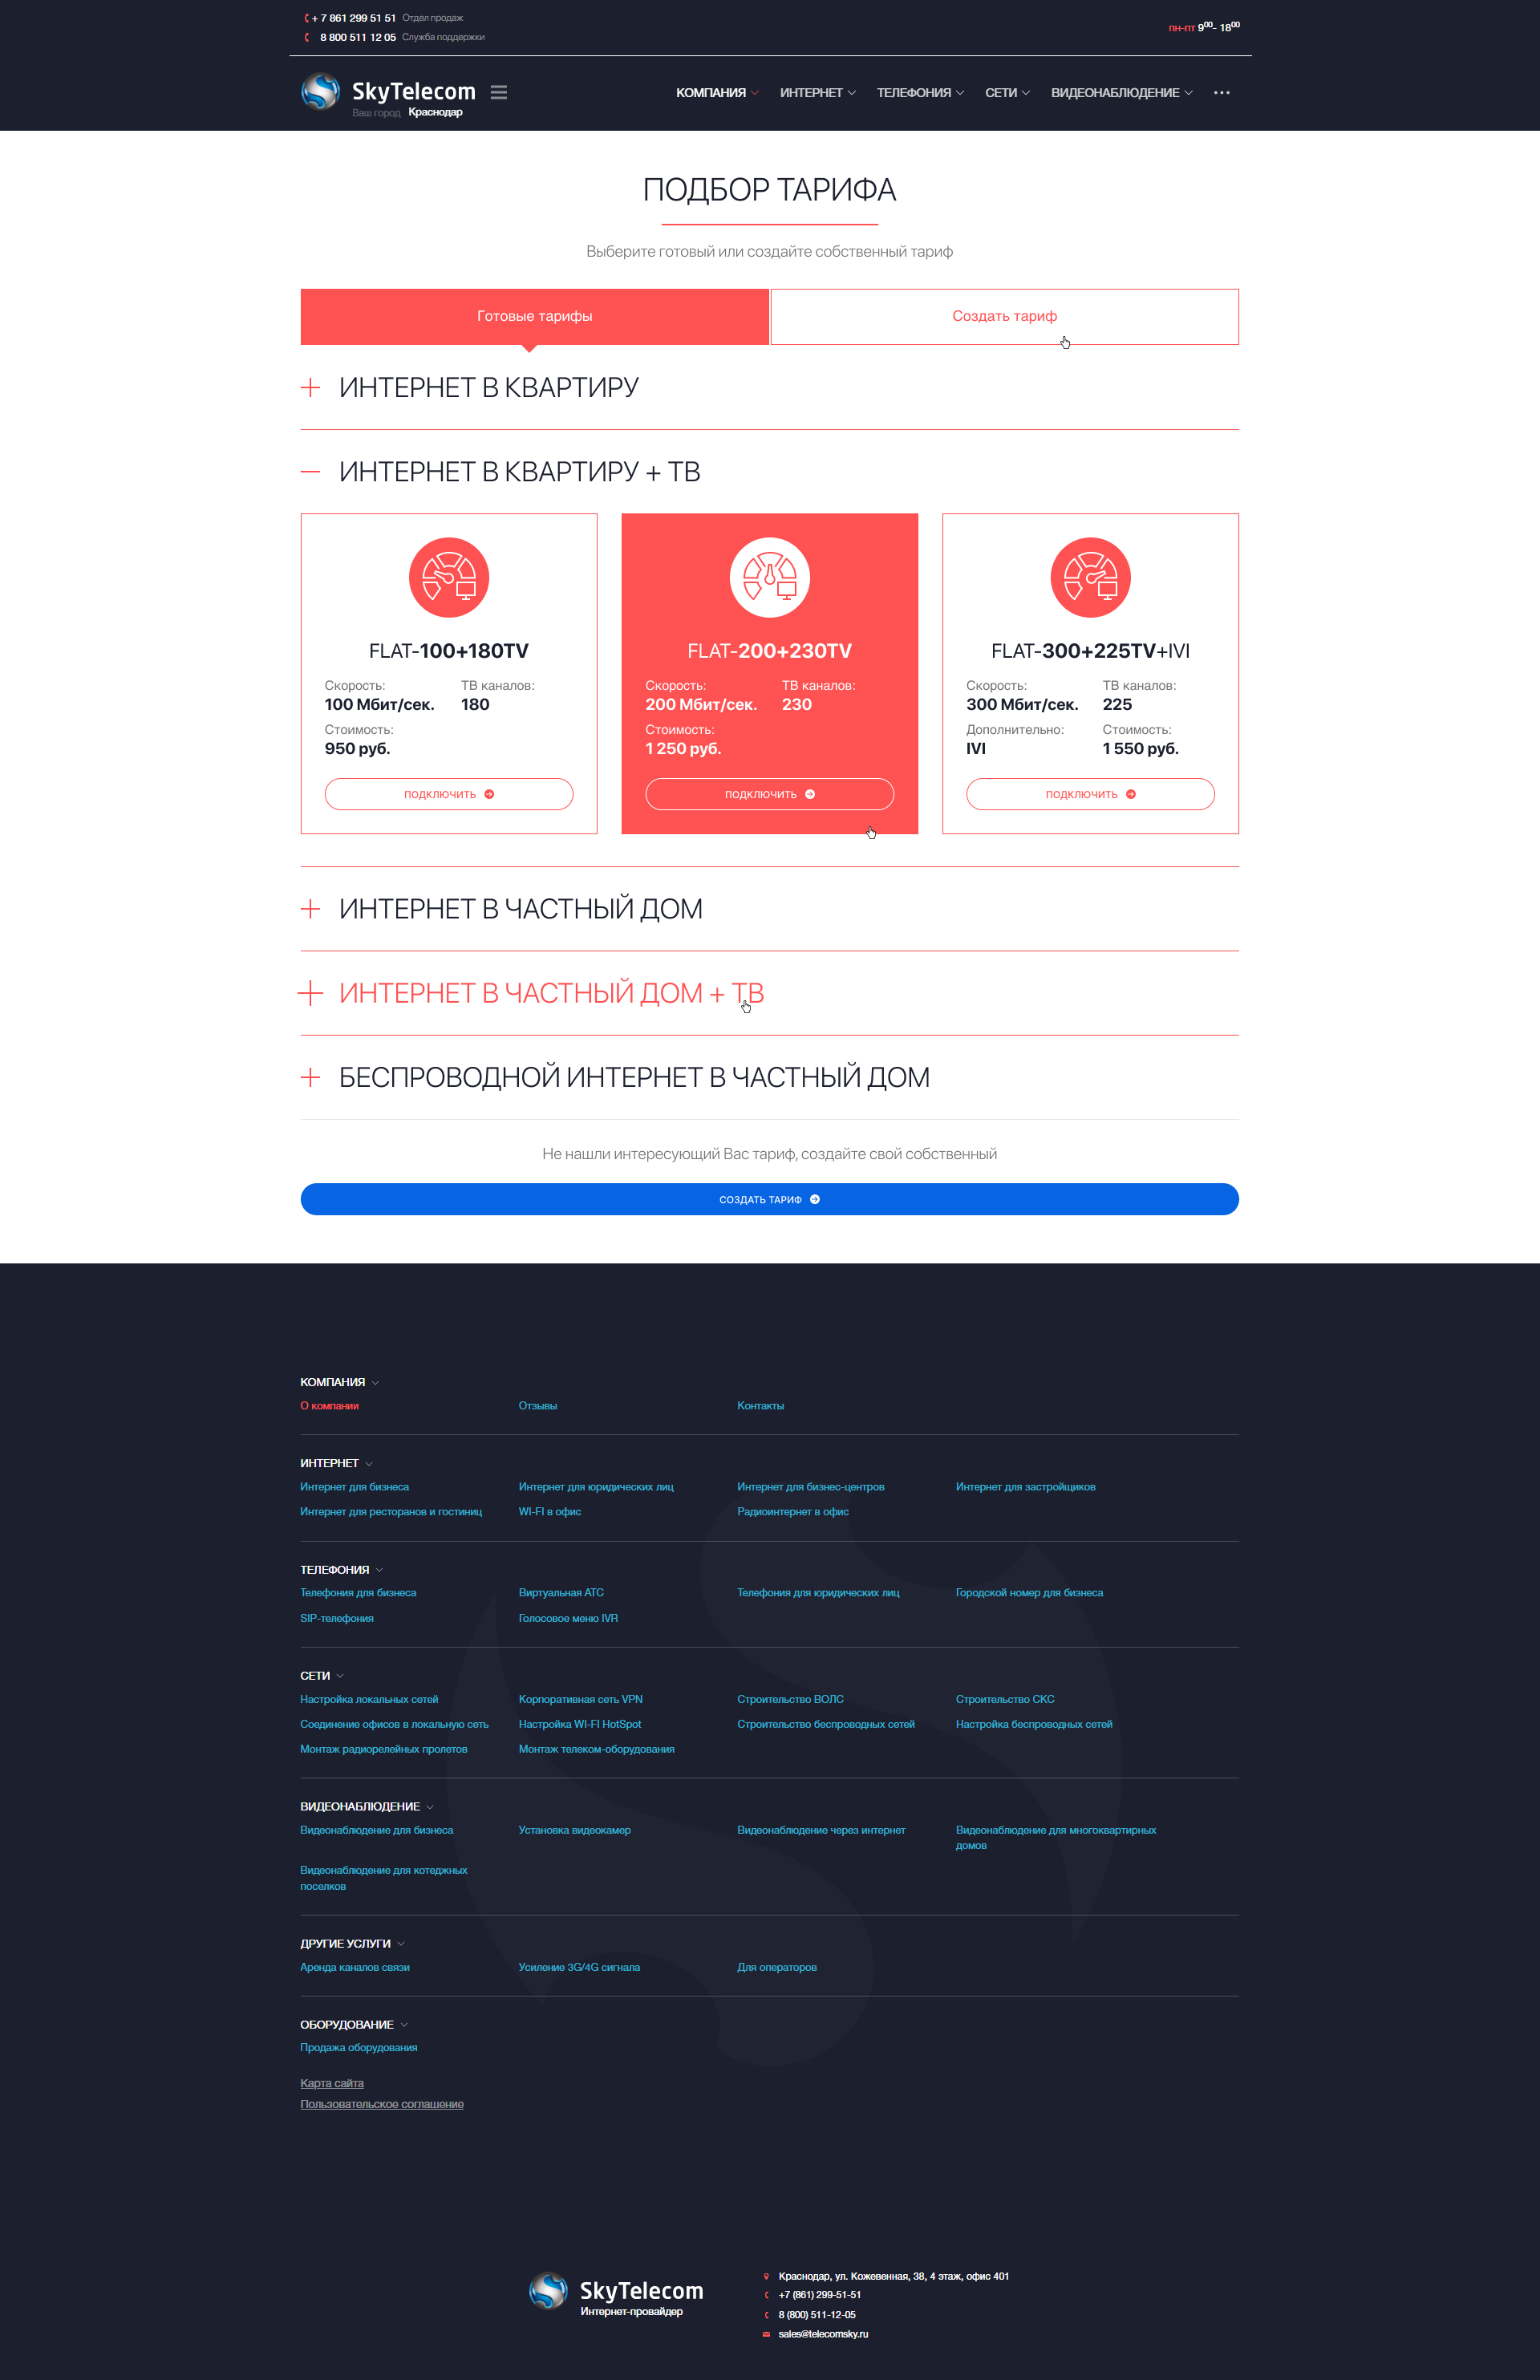 + 7 861 299 51 51 Отдел продаж
8 800 511 12 05 Служба поддержки
пн-пт 9⁰⁰- 18⁰⁰
SkyTelecom
Ваш город Краснодар
КОМПАНИЯ ИНТЕРНЕТ ТЕЛЕФОНИЯ СЕТИ ВИДЕОНАБЛЮДЕНИЕ ...
ПОДБОР ТАРИФА
Выберите готовый или создайте собственный тариф
Готовые тарифы Создать тариф
ИНТЕРНЕТ В КВАРТИРУ
ИНТЕРНЕТ В КВАРТИРУ + ТВ
FLAT-100+180TV
Скорость: ТВ каналов:
100 Мбит/сек. 180
Стоимость:
950 руб.
ПОДКЛЮЧИТЬ
FLAT-200+230TV
Скорость: ТВ каналов:
200 Мбит/сек. 230
Стоимость:
1 250 руб.
ПОДКЛЮЧИТЬ
FLAT-300+225TV+IVI
Скорость: ТВ каналов:
300 Мбит/сек. 225
Дополнительно: Стоимость:
IVI 1 550 руб.
ПОДКЛЮЧИТЬ
ИНТЕРНЕТ В ЧАСТНЫЙ ДОМ
ИНТЕРНЕТ В ЧАСТНЫЙ ДОМ + ТВ
БЕСПРОВОДНОЙ ИНТЕРНЕТ В ЧАСТНЫЙ ДОМ
Не нашли интересующий Вас тариф, создайте свой собственный
СОЗДАТЬ ТАРИФ
КОМПАНИЯ
О компании Отзывы Контакты
ИНТЕРНЕТ
Интернет для бизнеса Интернет для юридических лиц Интернет для бизнес-центров Интернет для застройщиков
Интернет для ресторанов и гостиниц WI-FI в офис Радиоинтернет в офис
ТЕЛЕФОНИЯ
Телефония для бизнеса Виртуальная АТС Телефония для юридических лиц Городской номер для бизнеса
SIP-телефония Голосовое меню IVR
СЕТИ
Настройка локальных сетей Корпоративная сеть VPN Строительство ВОЛС Строительство СКС
Соединение офисов в локальную сеть Настройка WI-FI HotSpot Строительство беспроводных сетей Настройка беспроводных сетей
Монтаж радиорелейных пролетов Монтаж телеком-оборудования
ВИДЕОНАБЛЮДЕНИЕ
Видеонаблюдение для бизнеса Установка видеокамер Видеонаблюдение через интернет Видеонаблюдение для многоквартирных
домов
Видеонаблюдение для котеджных
поселков
ДРУГИЕ УСЛУГИ
Аренда каналов связи Усиление 3G/4G сигнала Для операторов
ОБОРУДОВАНИЕ
Продажа оборудования
Карта сайта
Пользовательское соглашение
SkyTelecom
Интернет-провайдер
Краснодар, ул. Кожевенная, 38, 4 этаж, офис 401
+7 (861) 299-51-51
8 (800) 511-12-05
sales@telecomsky.ru